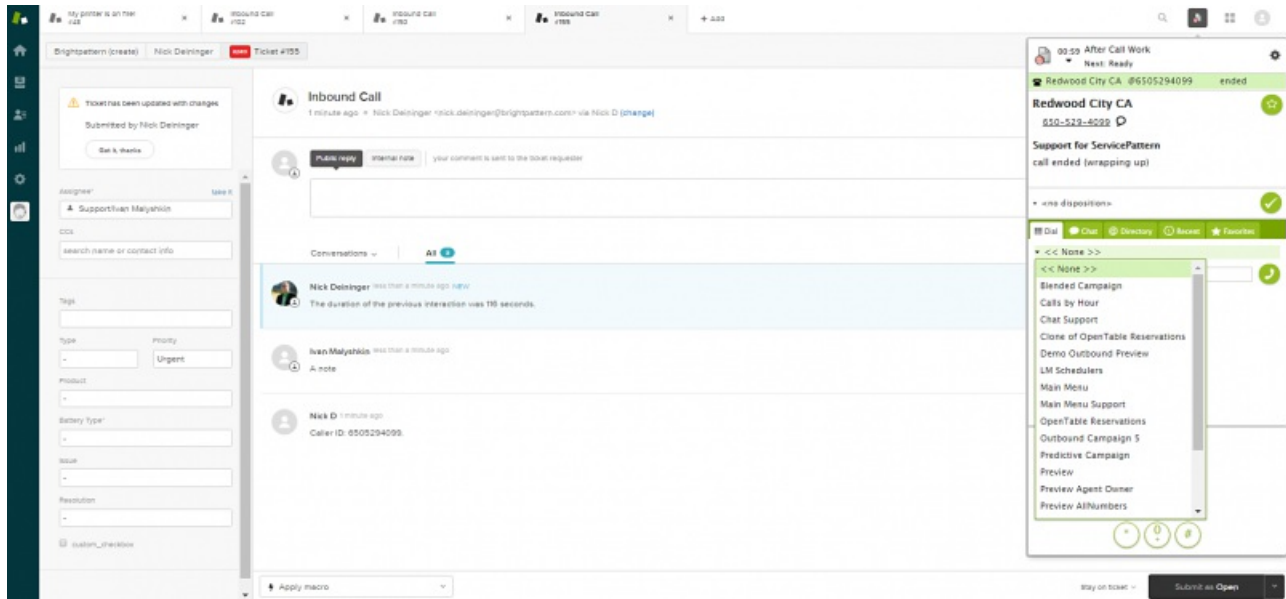 My printer is on fire!
#48
Inbound Call
Inbound Call
Inbound Call
#155
+ add
Brightpattern (create)
Nick Deininger
OPEN Ticket #155
Ticket has been updated with changes
Submitted by Nick Deininger
Got it, thanks
Assignee*
take it
Support/Ivan Malyshkin
CCs
search name or contact info
Tags
Type
Priority
-
Urgent
Product
-
Battery Type*
-
Issue
-
Resolution
-
custom_checkbox
Inbound Call
1 minute ago Nick Deininger <nick.deininger@brightpattern.com> via Nick D (change)
Public reply
Internal note
your comment is sent to the ticket requester
Conversations
All 3
Nick Deininger less than a minute ago NEW
The duration of the previous interaction was 116 seconds.
Ivan Malyshkin less than a minute ago
A note
Nick D 1 minute ago
Caller ID: 6505294099.
Apply macro
Stay on ticket
Submit as Open
00:59 After Call Work
Next: Ready
Redwood City CA @6505294099 ended
Redwood City CA
650-529-4099
Support for ServicePattern
call ended (wrapping up)
<no disposition>
Dial
Chat
Directory
Recent
Favorites
<< None >>
<< None >>
Blended Campaign
Calls by Hour
Chat Support
Clone of OpenTable Reservations
Demo Outbound Preview
LM Schedulers
Main Menu
Main Menu Support
OpenTable Reservations
Outbound Campaign 5
Predictive Campaign
Preview
Preview Agent Owner
Preview AllNumbers
*
0
+
#